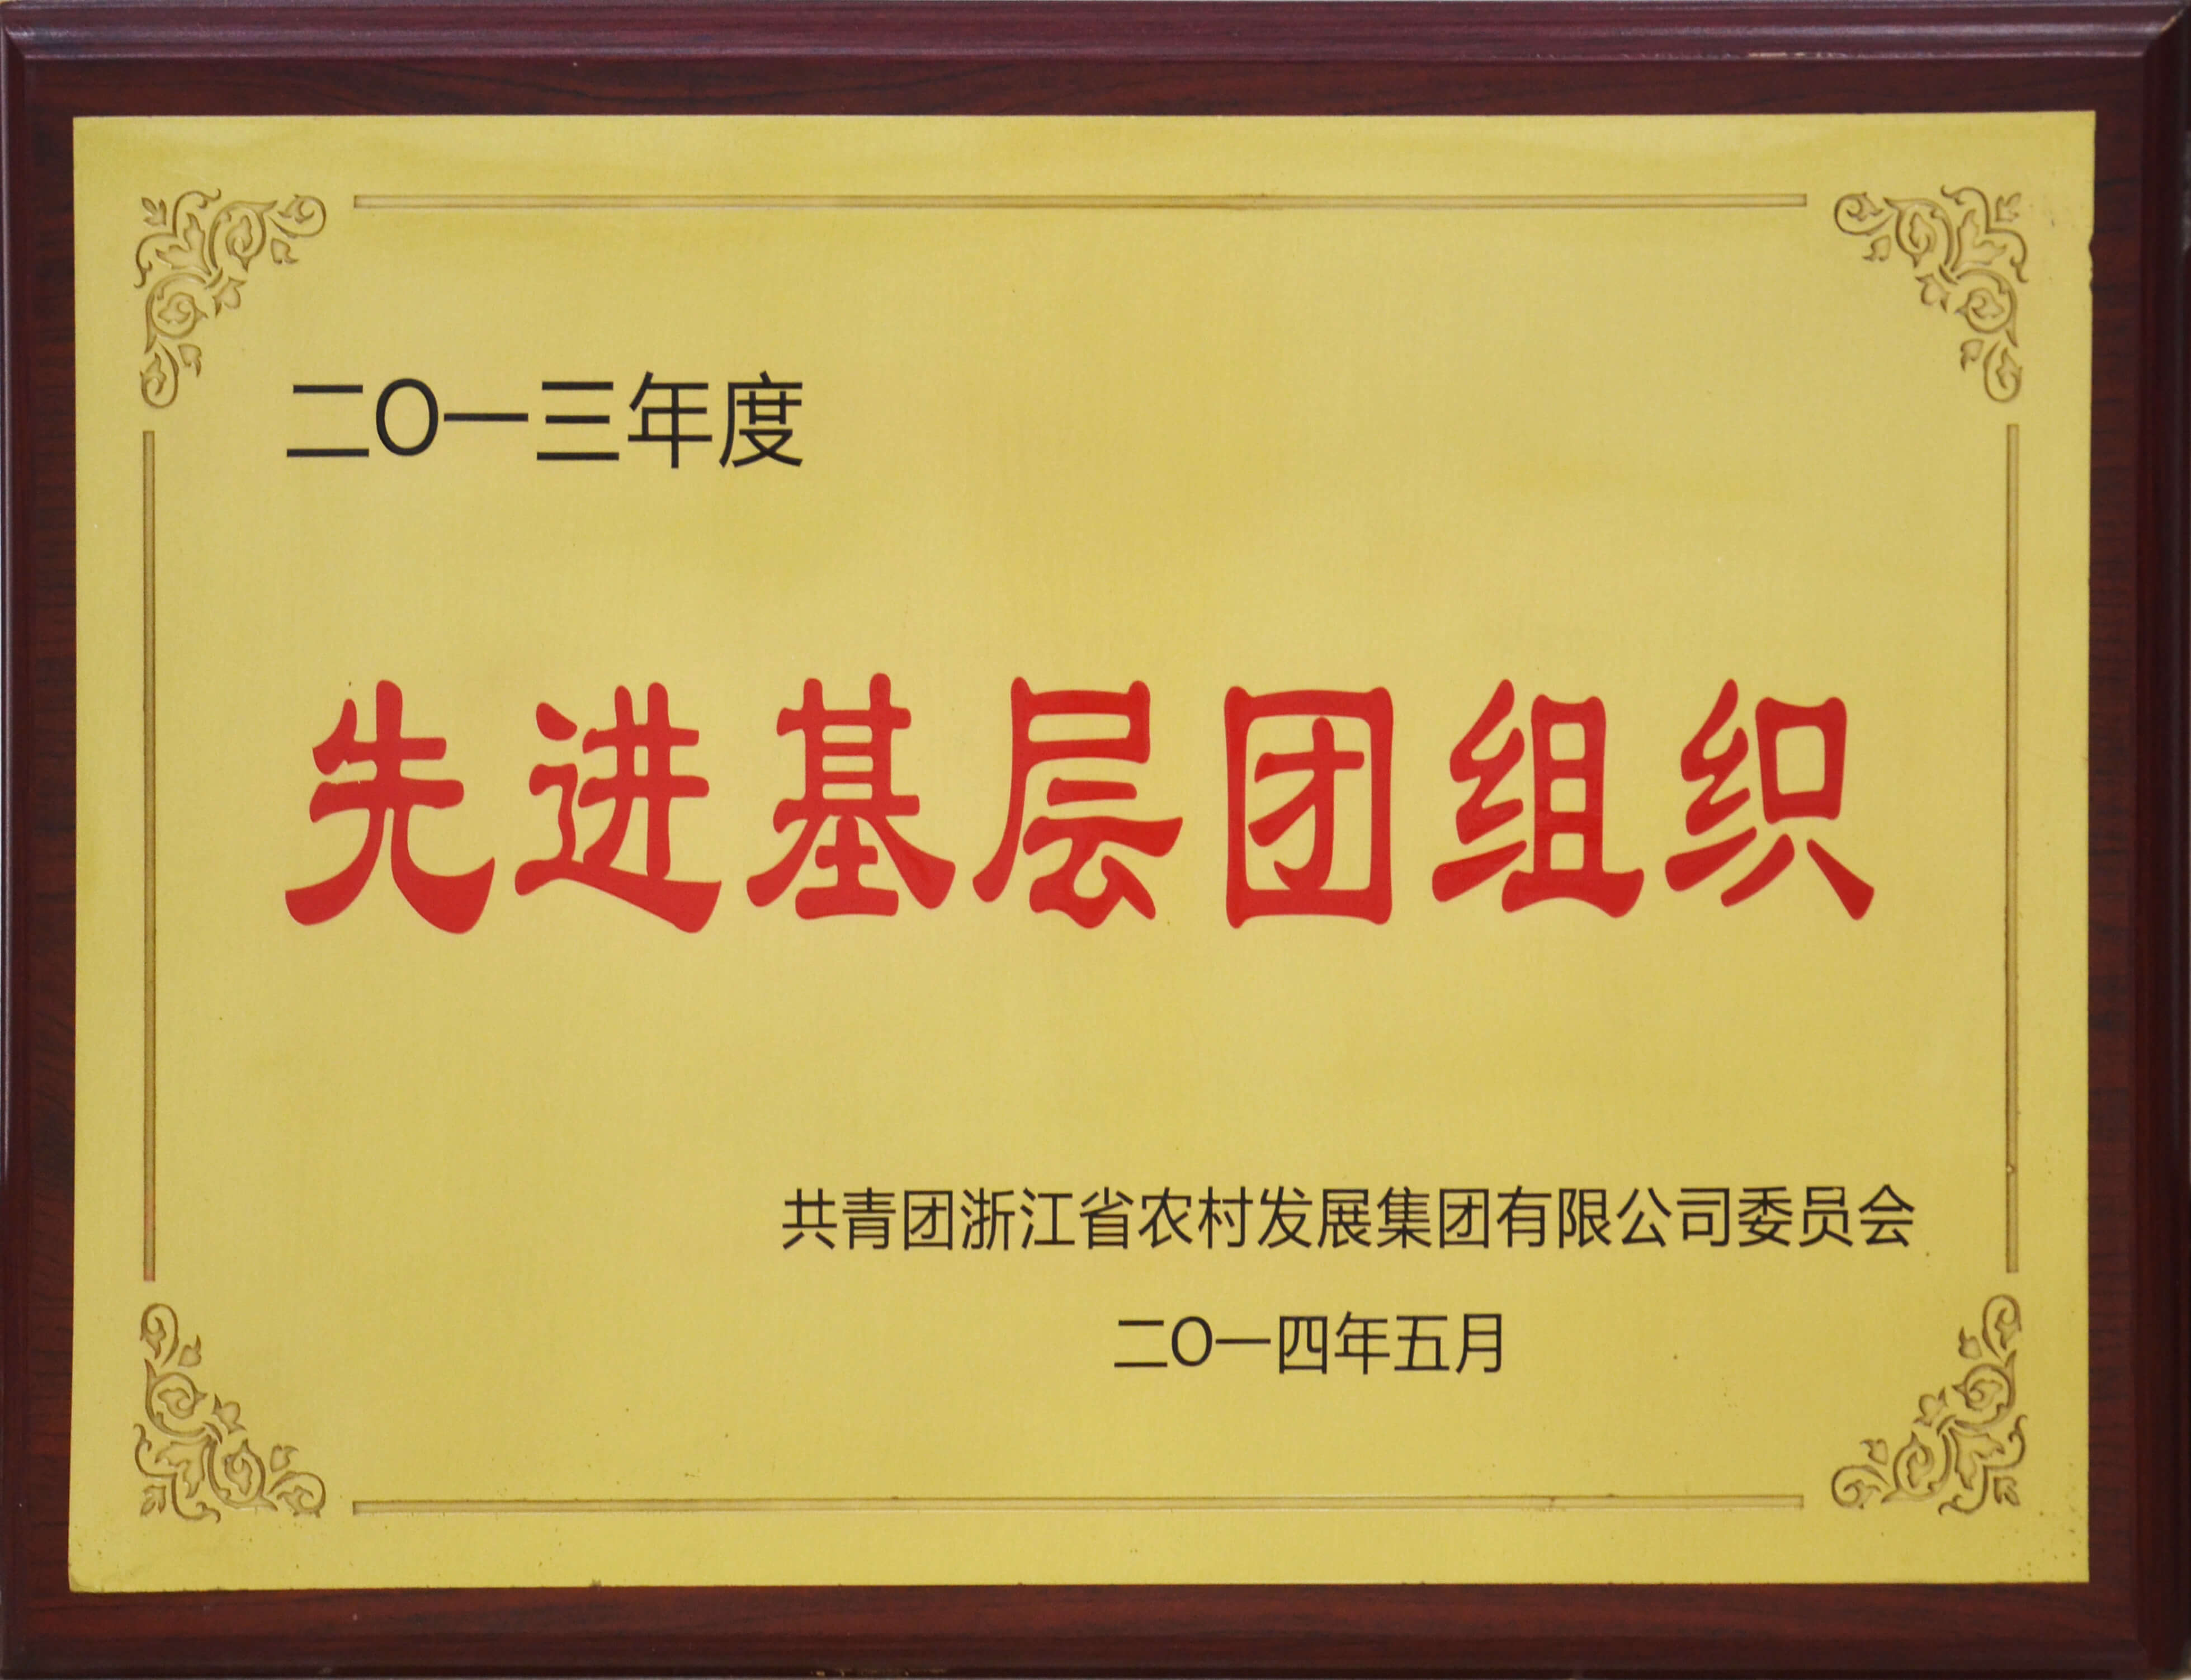 二〇一三年度
先进基层团组织
共青团浙江省农村发展集团有限公司委员会
二〇一四年五月